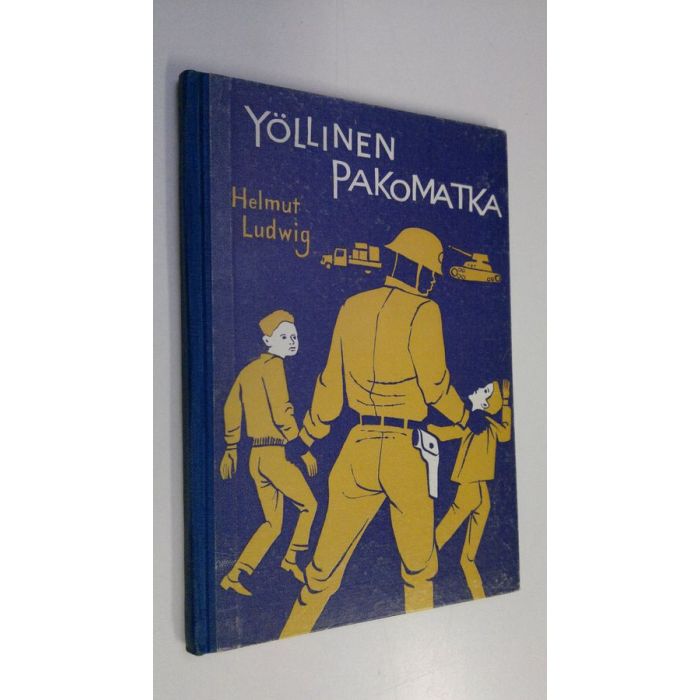 YÖLLINEN
PAKOMATKA
Helmut
Ludwig